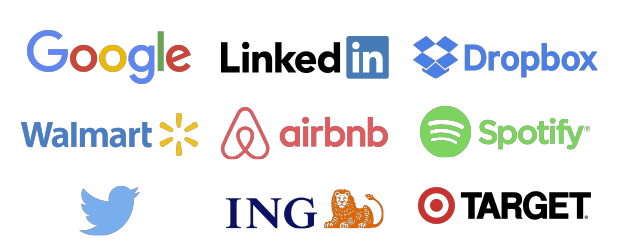 Google Linked in Dropbox
Walmart airbnb Spotify®
ING TARGET